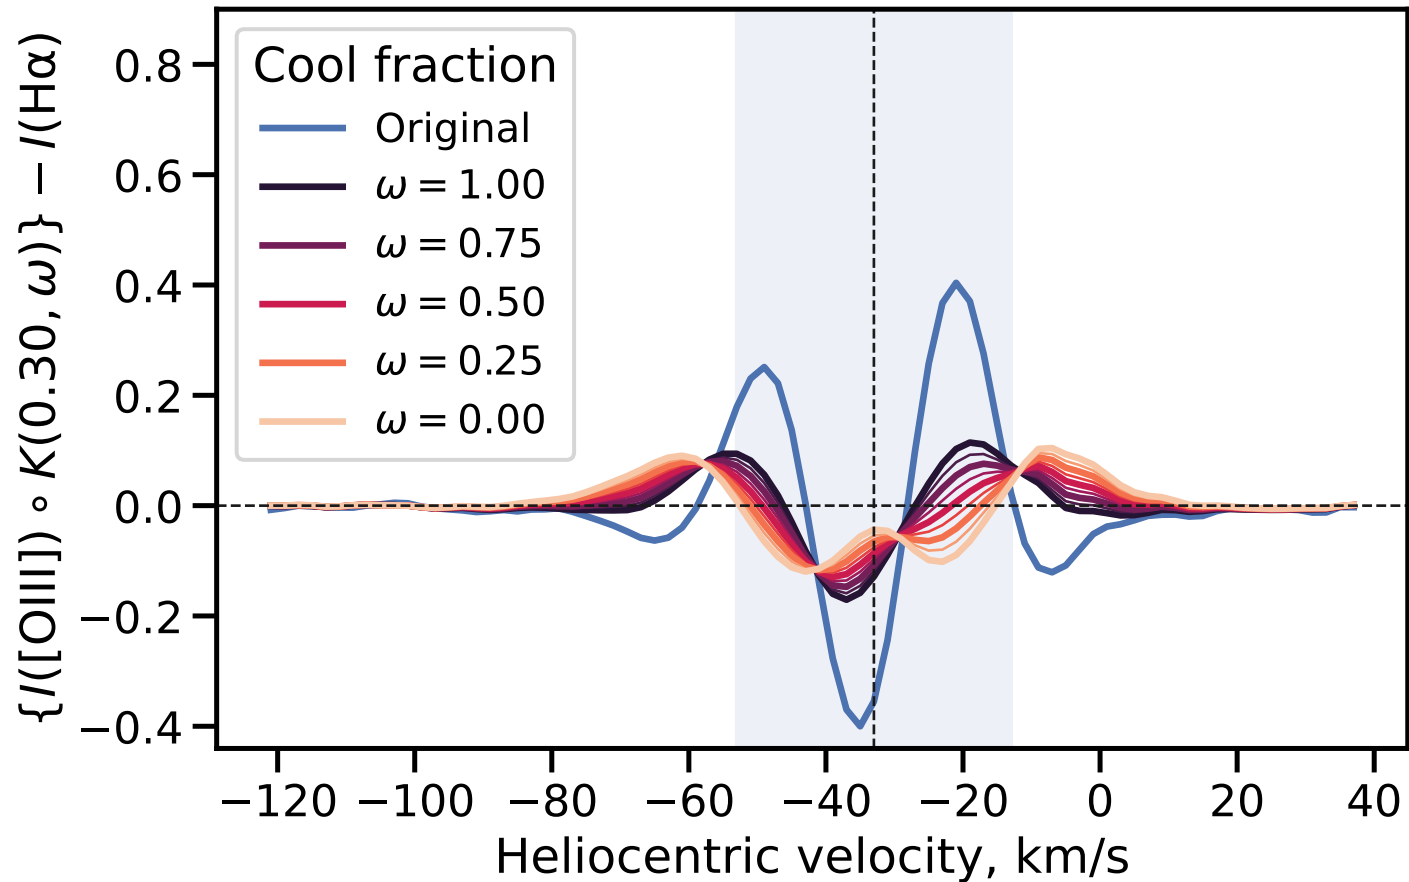 {I([OIII]) ∘ K(0.30, ω)} − I(Hα)
0.8
0.6
0.4
0.2
0.0
−0.2
−0.4
Cool fraction
Original
ω = 1.00
ω = 0.75
ω = 0.50
ω = 0.25
ω = 0.00
−120 −100 −80 −60 −40 −20 0 20 40
Heliocentric velocity, km/s